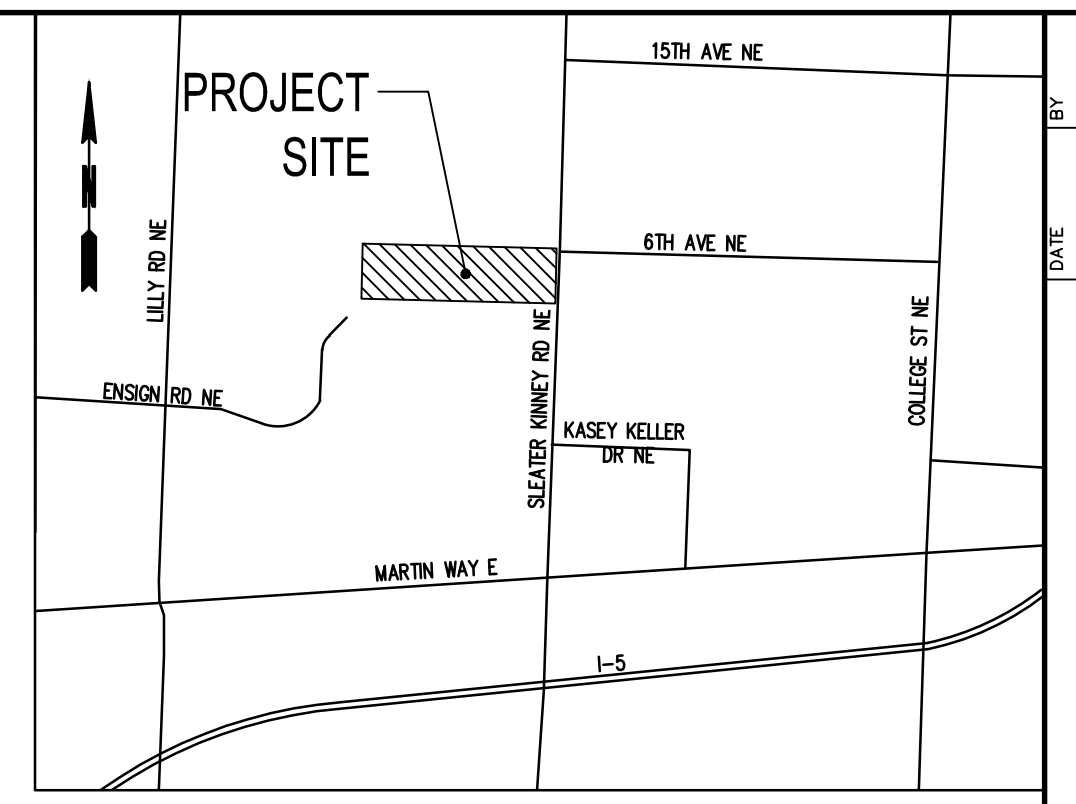 15TH AVE NE
BY
PROJECT
SITE
N
LILLY RD NE
6TH AVE NE
DATE
SLEATER KINNEY RD NE
COLLEGE ST NE
ENSIGN RD NE
KASEY KELLER
DR NE
MARTIN WAY E
I-5